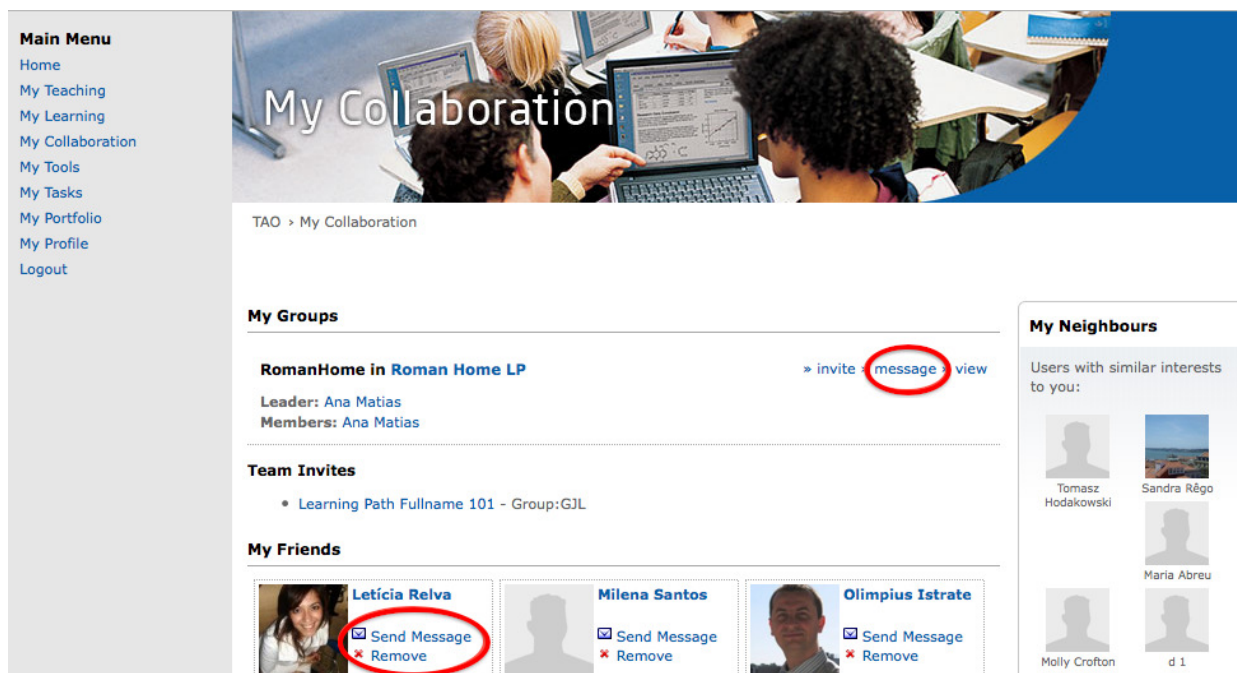 Main Menu
Home
My Teaching
My Learning
My Collaboration
My Tools
My Tasks
My Portfolio
My Profile
Logout
My Collaboration
TAO › My Collaboration
My Groups
RomanHome in Roman Home LP
» invite » message » view
Leader: Ana Matias
Members: Ana Matias
Team Invites
• Learning Path Fullname 101 - Group:GJL
My Friends
Letícia Relva
Send Message
Remove
Milena Santos
Send Message
Remove
Olimpius Istrate
Send Message
Remove
My Neighbours
Users with similar interests
to you:
Tomasz
Hodakowski
Sandra Rêgo
Maria Abreu
Molly Crofton
d 1